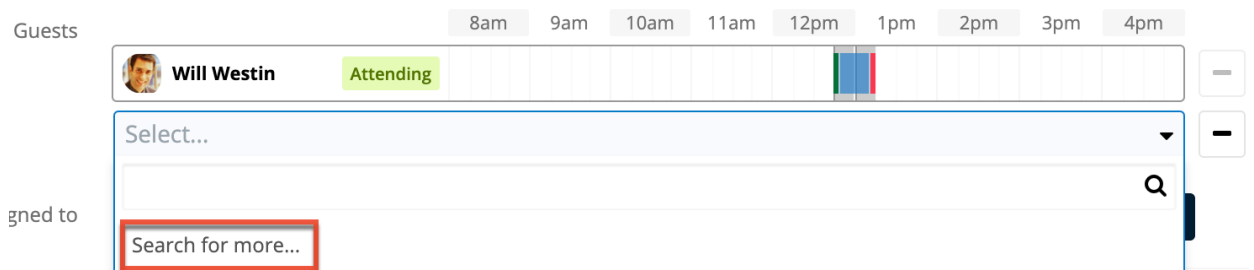 Guests
8am 9am 10am 11am 12pm 1pm 2pm 3pm 4pm
Will Westin Attending
Select...
gned to
Search for more...